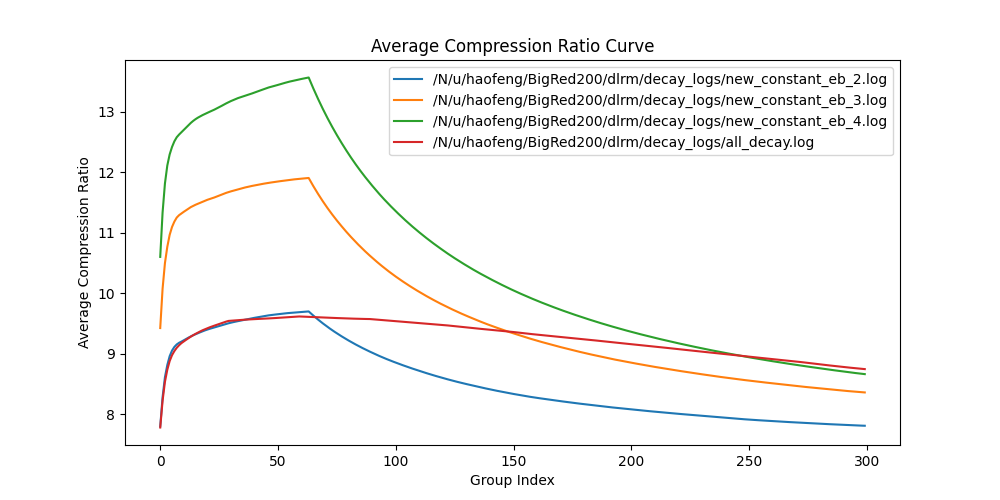 Average Compression Ratio Curve
/N/u/haofeng/BigRed200/dlrm/decay_logs/new_constant_eb_2.log
/N/u/haofeng/BigRed200/dlrm/decay_logs/new_constant_eb_3.log
/N/u/haofeng/BigRed200/dlrm/decay_logs/new_constant_eb_4.log
/N/u/haofeng/BigRed200/dlrm/decay_logs/all_decay.log
Average Compression Ratio
13
12
11
10
9
8
0 50 100 150 200 250 300
Group Index